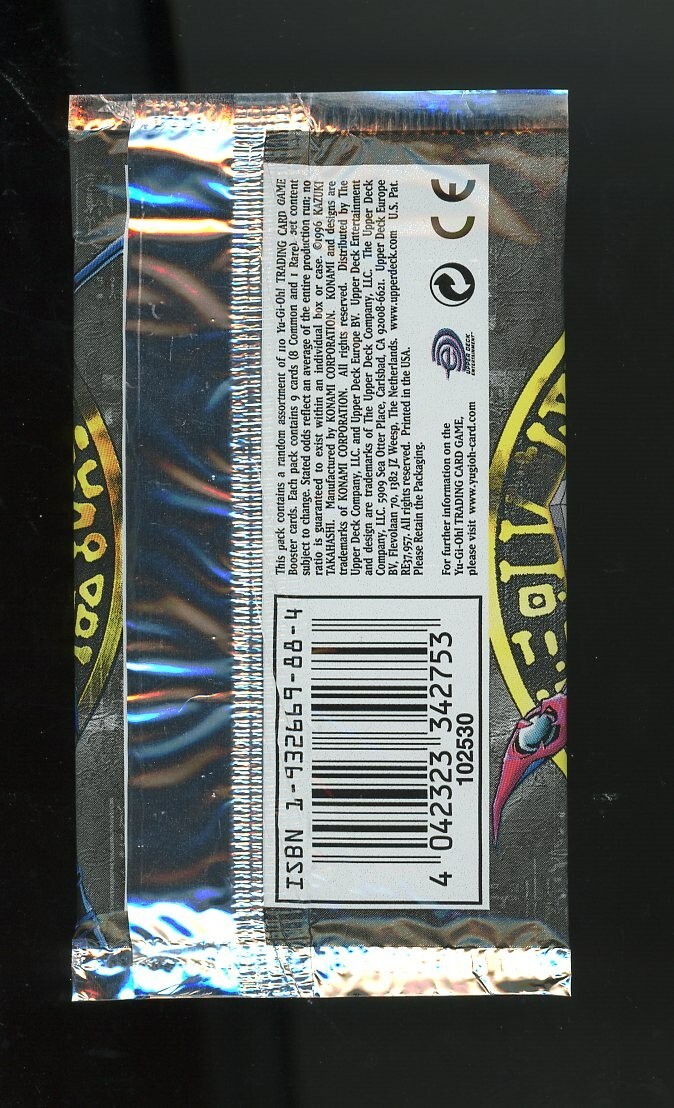 This pack contains a random assortment of 110 Yu-Gi-Oh! TRADING CARD GAME
Booster cards. Each pack contains 9 cards (8 Common and 1 Rare). Set content
subject to change. Stated odds reflect an average of the entire production run; no
ratio is guaranteed to exist within an individual box or case. ©1996 KAZUKI
TAKAHASHI. Manufactured by KONAMI CORPORATION. KONAMI and designs are
trademarks of KONAMI CORPORATION. All rights reserved. Distributed by The
Upper Deck Company, LLC. and Upper Deck Europe BV. Upper Deck Entertainment
and design are trademarks of The Upper Deck Company, LLC. The Upper Deck
Company, LLC. 5909 Sea Otter Place, Carlsbad, CA 92008-6621. Upper Deck Europe
BV, Flevolaan 70, 1382 JZ Weesp, The Netherlands. www.upperdeck.com U.S. Pat.
RE37,957. All rights reserved. Printed in the USA.
Please Retain the Packaging.
For further information on the
Yu-Gi-Oh! TRADING CARD GAME,
please visit www.yugioh-card.com
UPPER DECK
ENTERTAINMENT
CE
ISBN 1-932669-88-4
4 042323 342753
102530